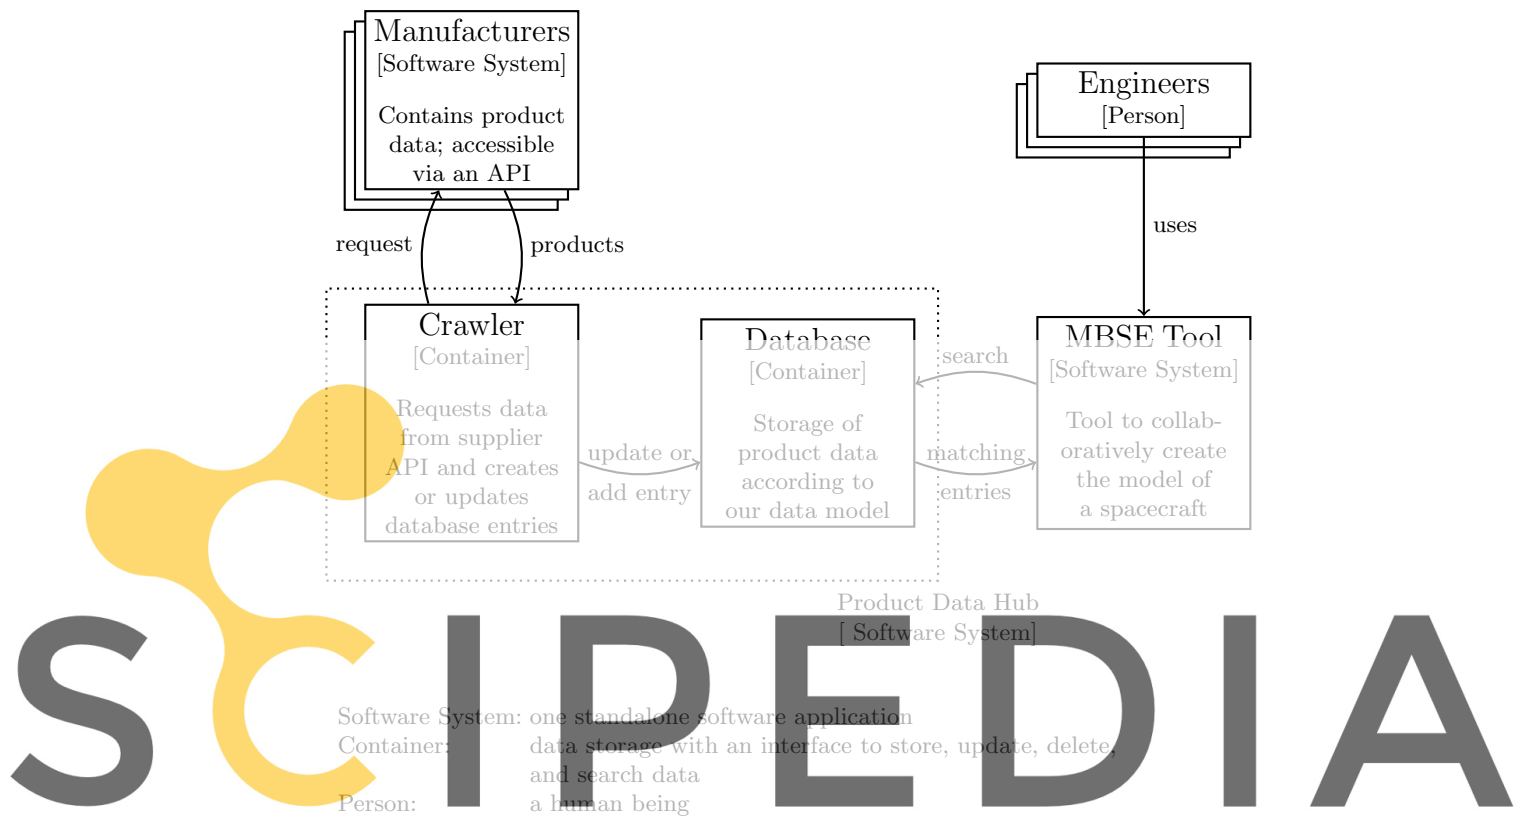 Manufacturers
[Software System]
Contains product
data; accessible
via an API
Engineers
[Person]
request
products
uses
Crawler
[Container]
Requests data
from supplier
API and creates
or updates
database entries
update or
add entry
Database
[Container]
Storage of
product data
according to
our data model
search
matching
entries
MBSE Tool
[Software System]
Tool to collab-
oratively create
the model of
a spacecraft
Product Data Hub
[ Software System]
SCIPEDIA
Software System: one standalone software application
Container: data storage with an interface to store, update, delete,
and search data
Person: a human being